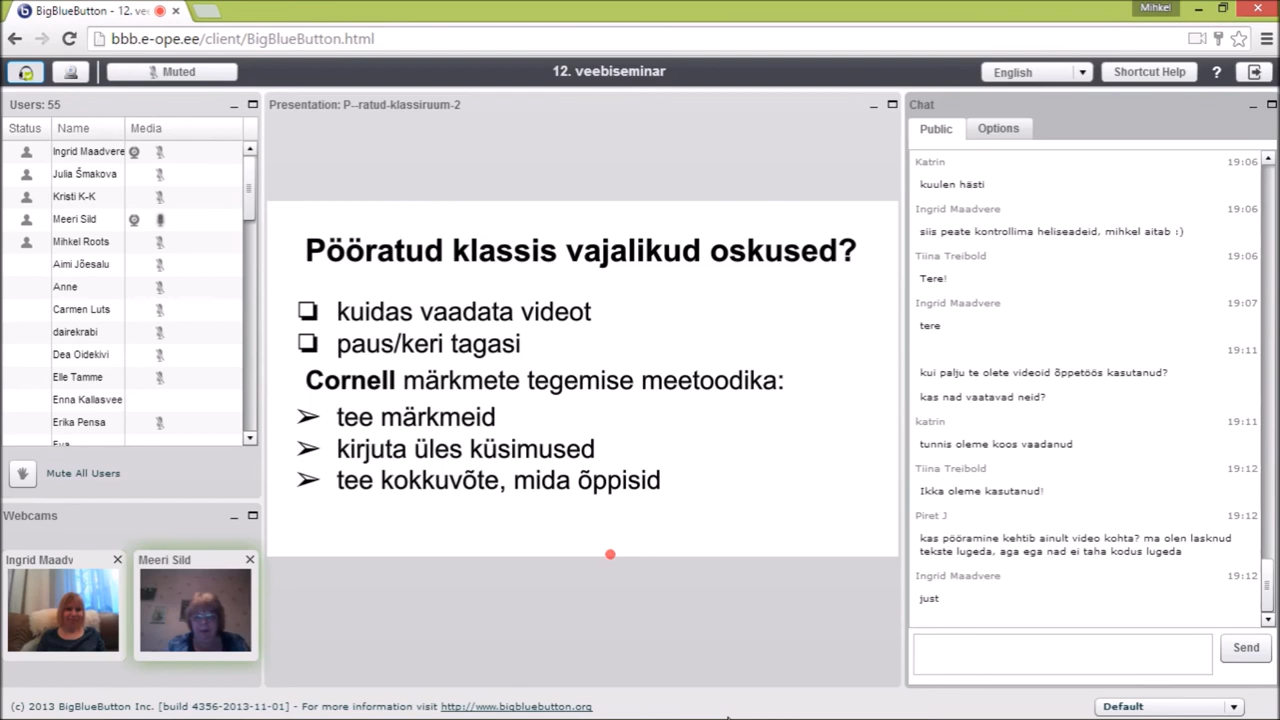 BigBlueButton - 12. ve
Mihkel
bbb.e-ope.ee/client/BigBlueButton.html
Muted
12. veebiseminar
English
Shortcut Help
?
Users: 55
Status Name Media
Ingrid Maadvere
Julia Šmakova
Kristi K-K
Meeri Sild
Mihkel Roots
Aimi Jõesalu
Anne
Carmen Luts
dairekrabi
Dea Oidekivi
Elle Tamme
Enna Kallasvee
Erika Pensa
Eva
Mute All Users
Webcams
Ingrid Maadv
Meeri Sild
Presentation: P--ratud-klassiruum-2
Pööratud klassis vajalikud oskused?
❏ kuidas vaadata videot
❏ paus/keri tagasi
Cornell märkmete tegemise meetoodika:
➢ tee märkmeid
➢ kirjuta üles küsimused
➢ tee kokkuvõte, mida õppisid
Chat
Public Options
Katrin 19:06
kuulen hästi
Ingrid Maadvere 19:06
siis peate kontrollima heliseadeid, mihkel aitab :)
Tiina Treibold 19:06
Tere!
Ingrid Maadvere 19:07
tere
19:11
kui palju te olete videoid õppetöös kasutanud?
kas nad vaatavad neid?
katrin 19:11
tunnis oleme koos vaadanud
Tiina Treibold 19:12
Ikka oleme kasutanud!
Piret J 19:12
kas pööramine kehtib ainult video kohta? ma olen lasknud
tekste lugeda, aga ega nad ei taha kodus lugeda
Ingrid Maadvere 19:12
just
Send
(c) 2013 BigBlueButton Inc. [build 4356-2013-11-01] - For more information visit http://www.bigbluebutton.org
Default